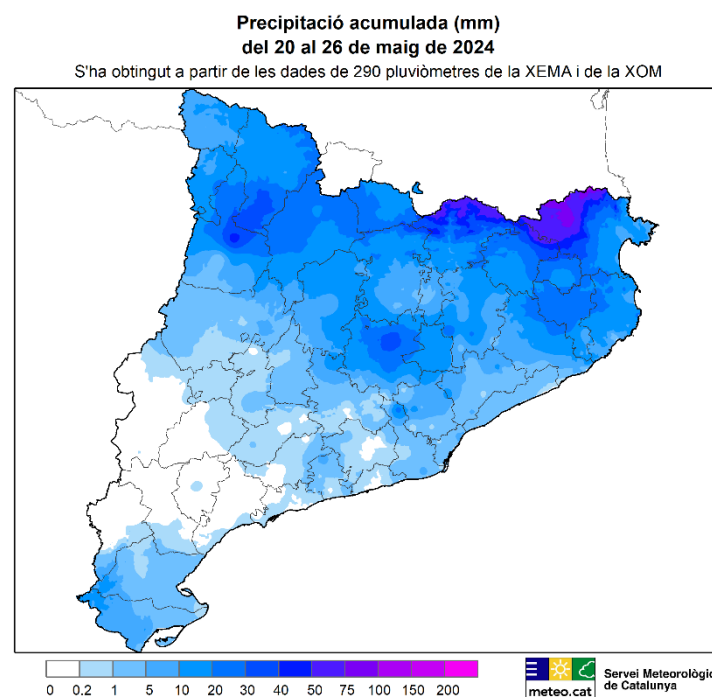 Precipitació acumulada (mm)
del 20 al 26 de maig de 2024
S'ha obtingut a partir de les dades de 290 pluviòmetres de la XEMA i de la XOM
0 0.2 1 5 10 20 30 40 50 75 100 150 200
meteo.cat
Servei Meteorològic
de Catalunya